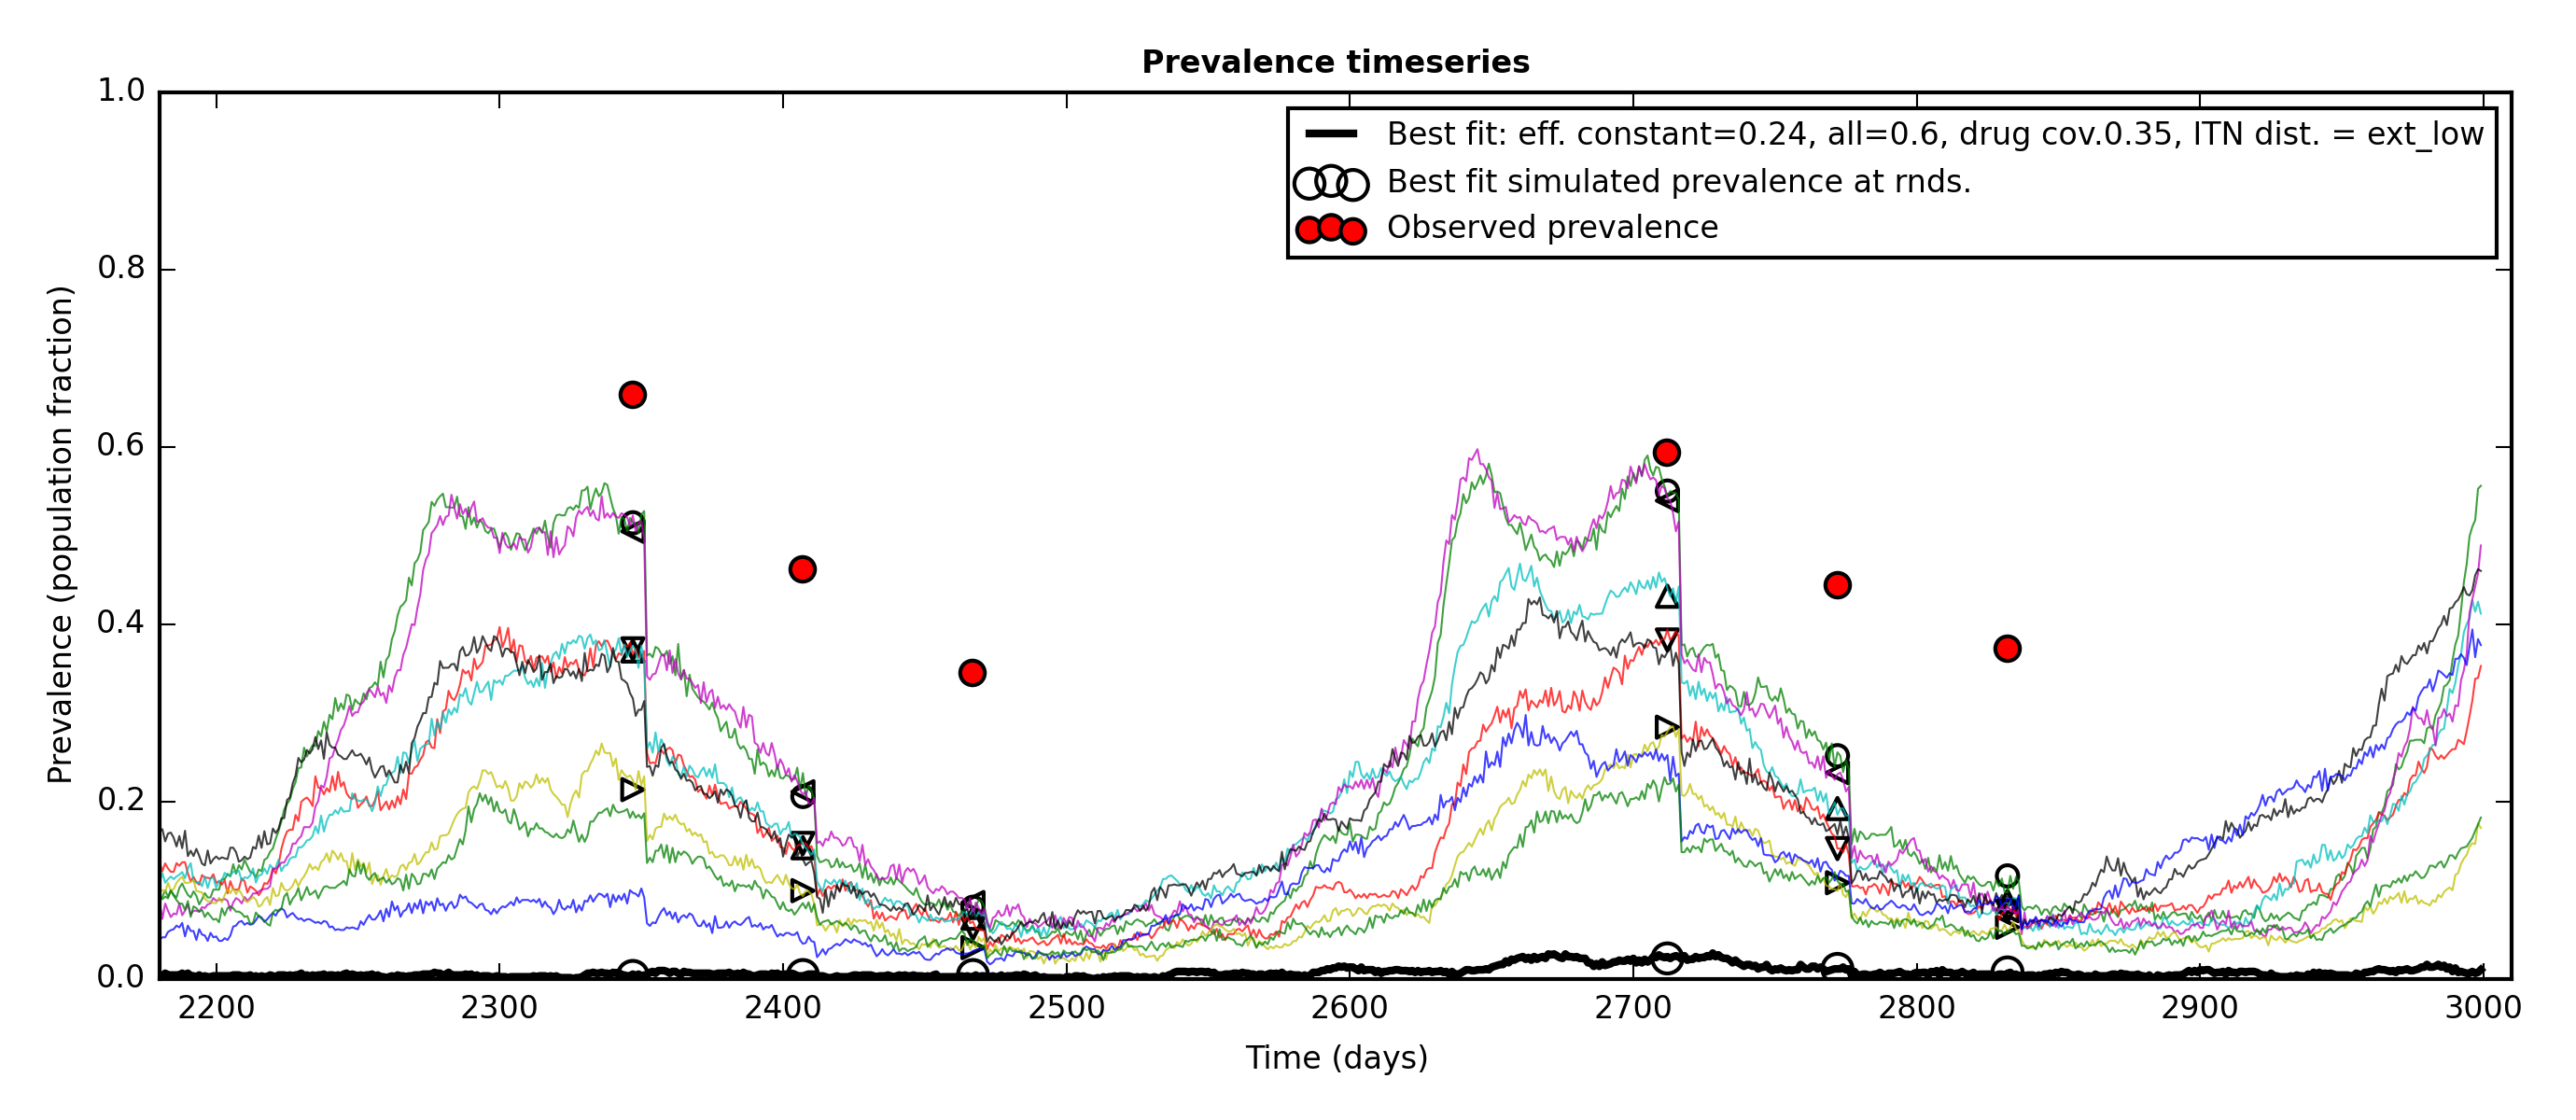 Prevalence timeseries
Prevalence (population fraction)
1.0
0.8
0.6
0.4
0.2
0.0
Best fit: eff. constant=0.24, all=0.6, drug cov.0.35, ITN dist. = ext_low
Best fit simulated prevalence at rnds.
Observed prevalence
2200 2300 2400 2500 2600 2700 2800 2900 3000
Time (days)